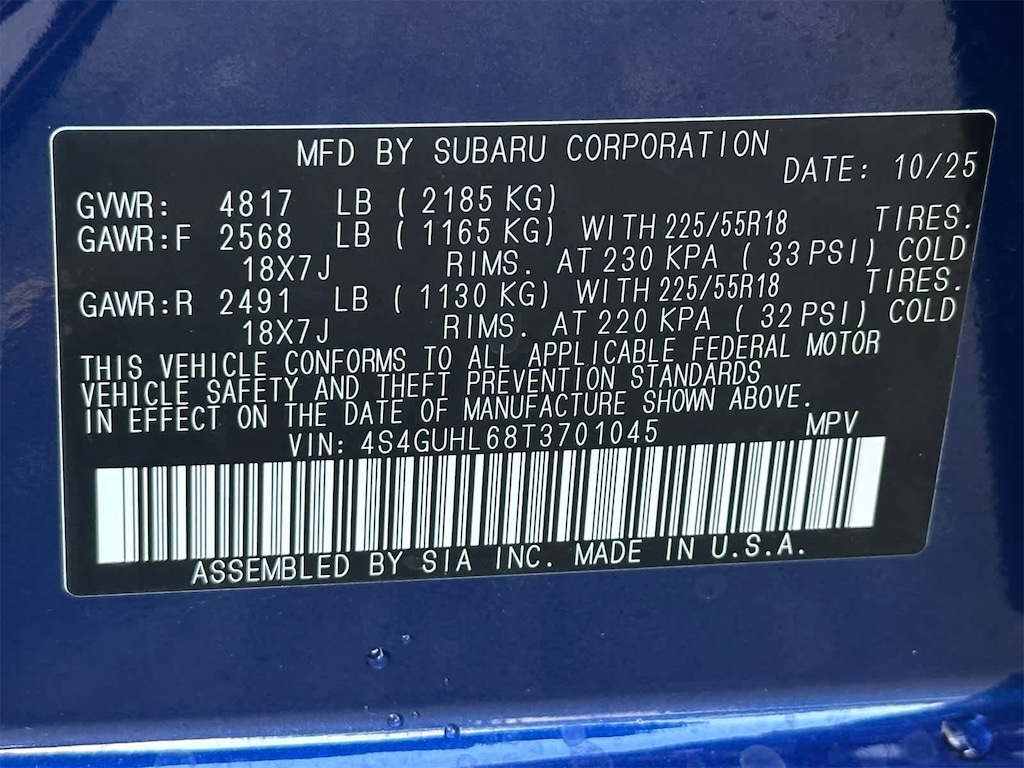 MFD BY SUBARU CORPORATION
DATE: 10/25
GVWR: 4817 LB ( 2185 KG)
GAWR:F 2568 LB ( 1165 KG) WITH 225/55R18 TIRES.
18X7J RIMS. AT 230 KPA ( 33 PSI) COLD
GAWR:R 2491 LB ( 1130 KG) WITH 225/55R18 TIRES.
18X7J RIMS. AT 220 KPA ( 32 PSI) COLD
THIS VEHICLE CONFORMS TO ALL APPLICABLE FEDERAL MOTOR
VEHICLE SAFETY AND THEFT PREVENTION STANDARDS
IN EFFECT ON THE DATE OF MANUFACTURE SHOWN ABOVE.
VIN: 4S4GUHL68T3701045 MPV
ASSEMBLED BY SIA INC. MADE IN U.S.A.